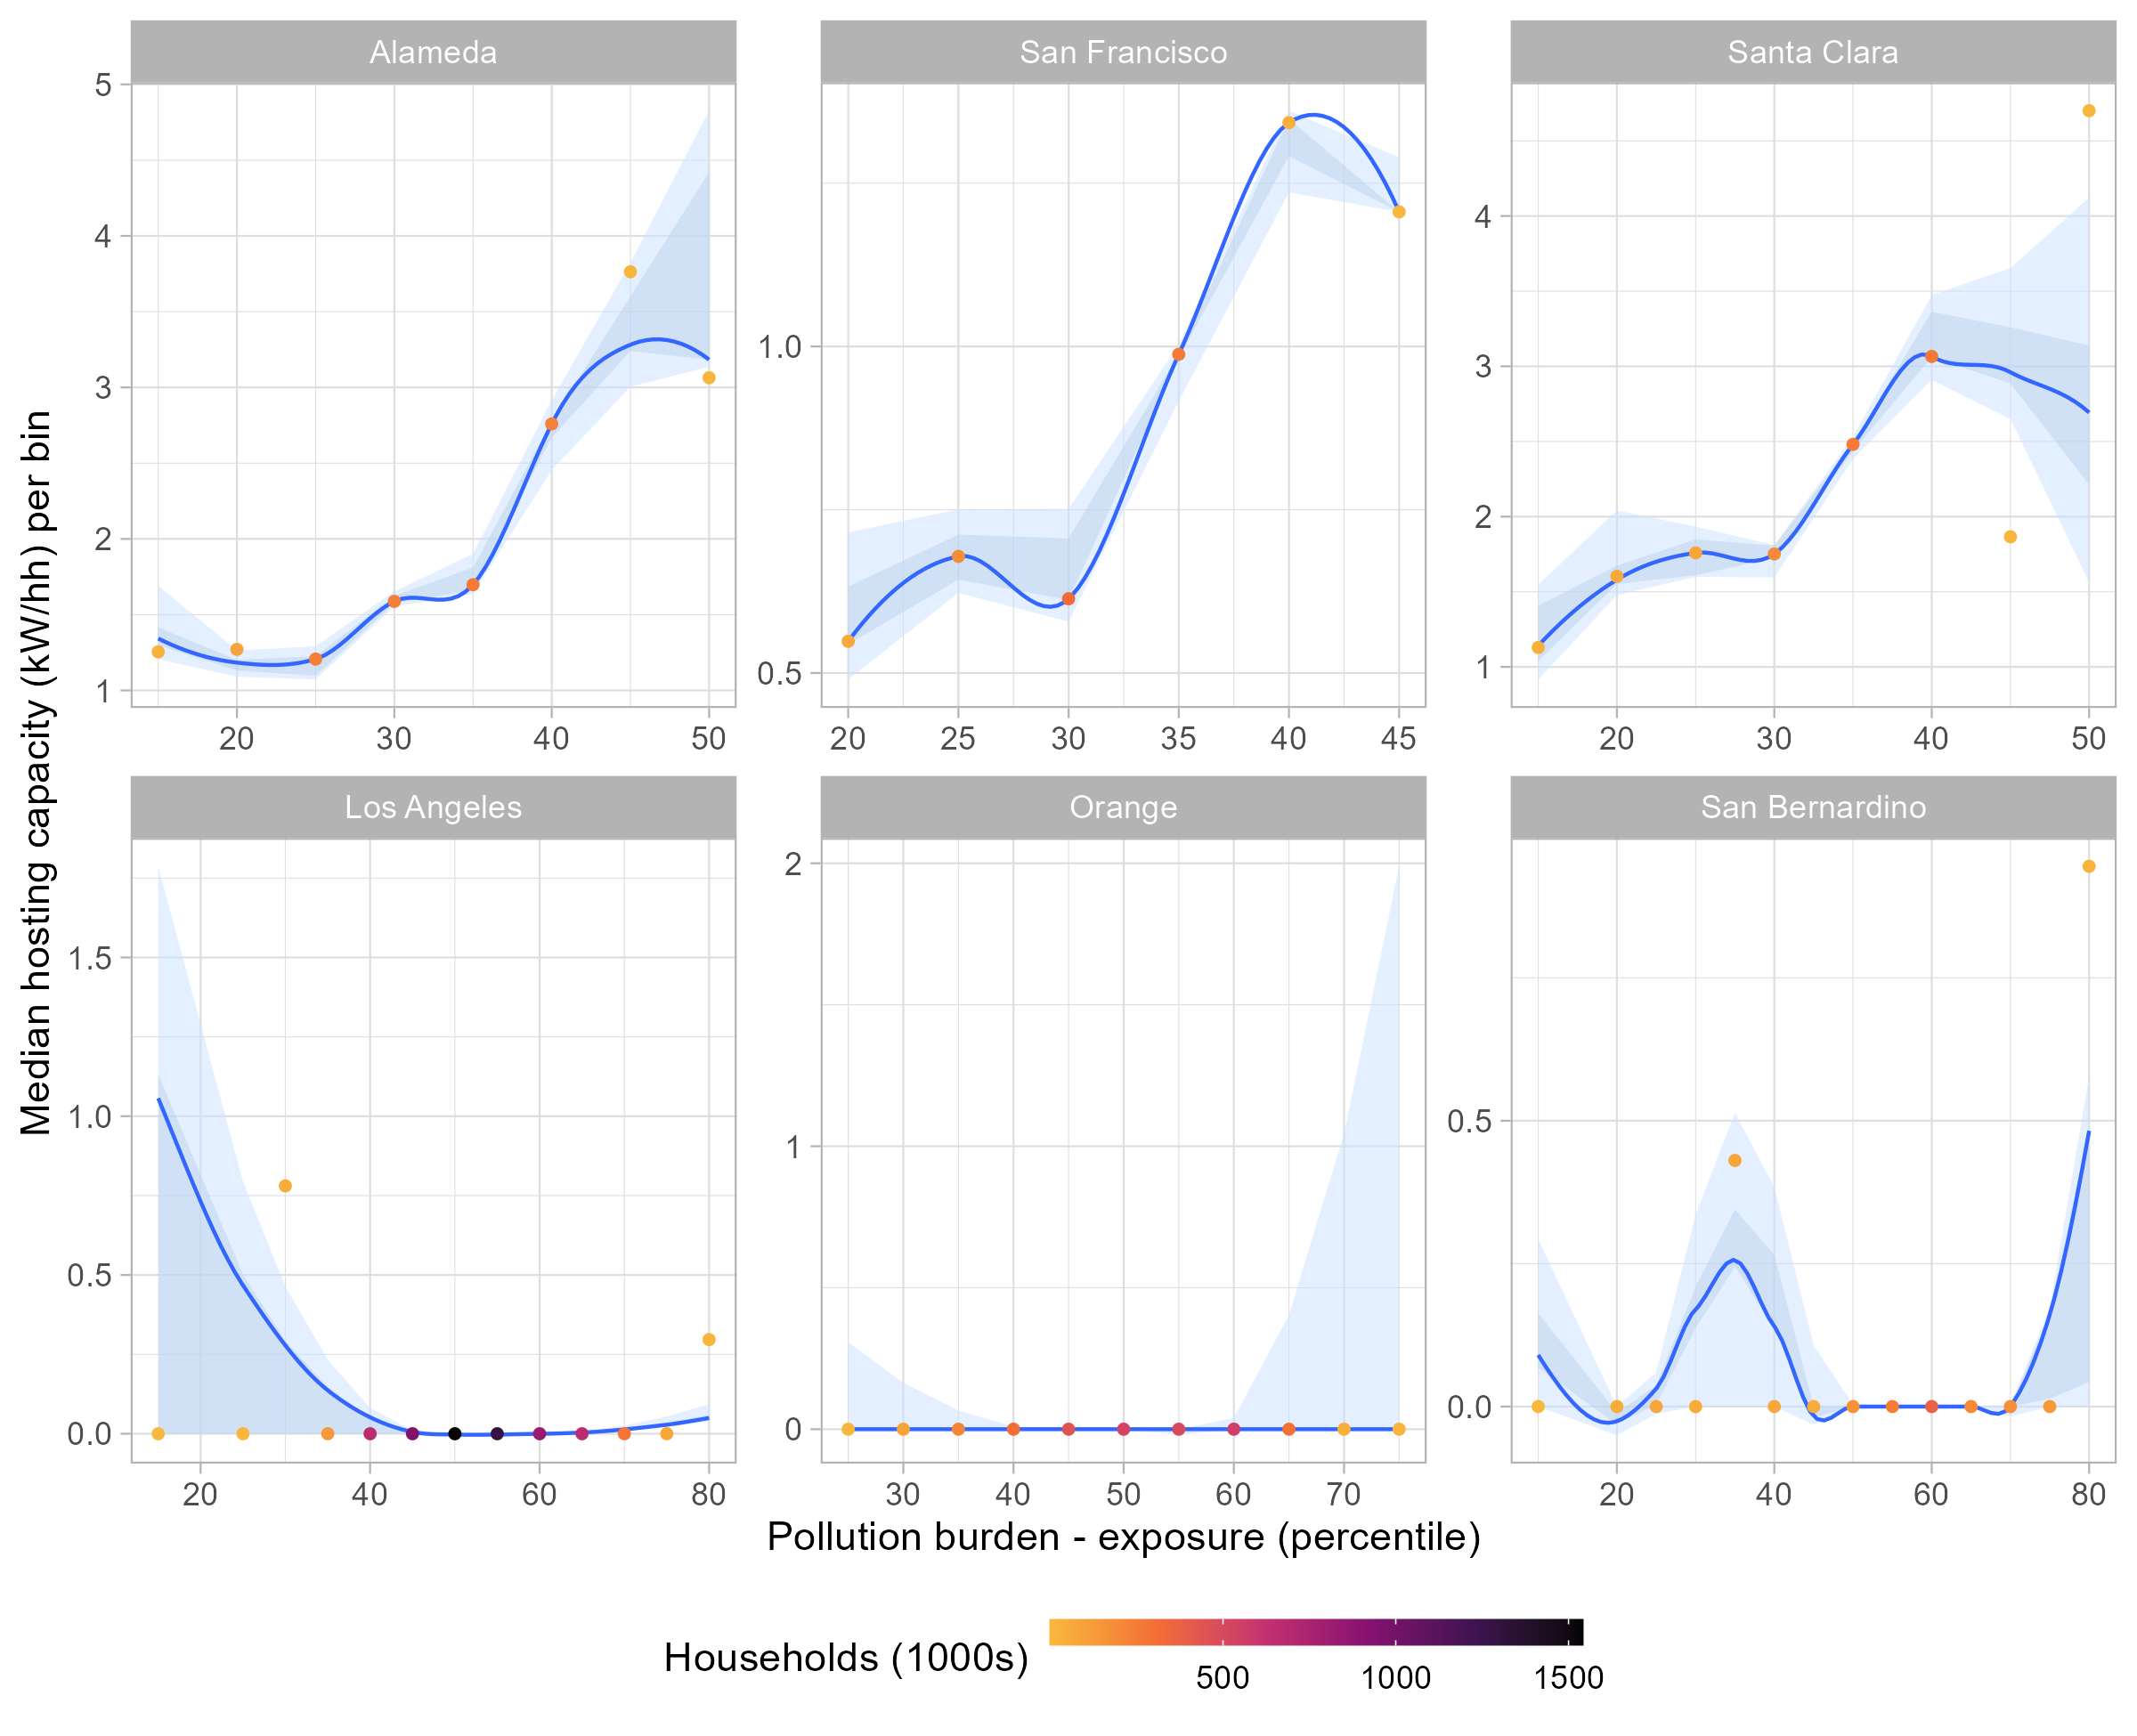 Alameda
San Francisco
Santa Clara
5
4
3
2
1
20 30 40 50
1.0
0.5
20 25 30 35 40 45
4
3
2
1
20 30 40 50
Median hosting capacity (kW/hh) per bin
Los Angeles
Orange
San Bernardino
1.5
1.0
0.5
0.0
20 40 60 80
2
1
0
30 40 50 60 70
0.5
0.0
20 40 60 80
Pollution burden - exposure (percentile)
Households (1000s)
500 1000 1500